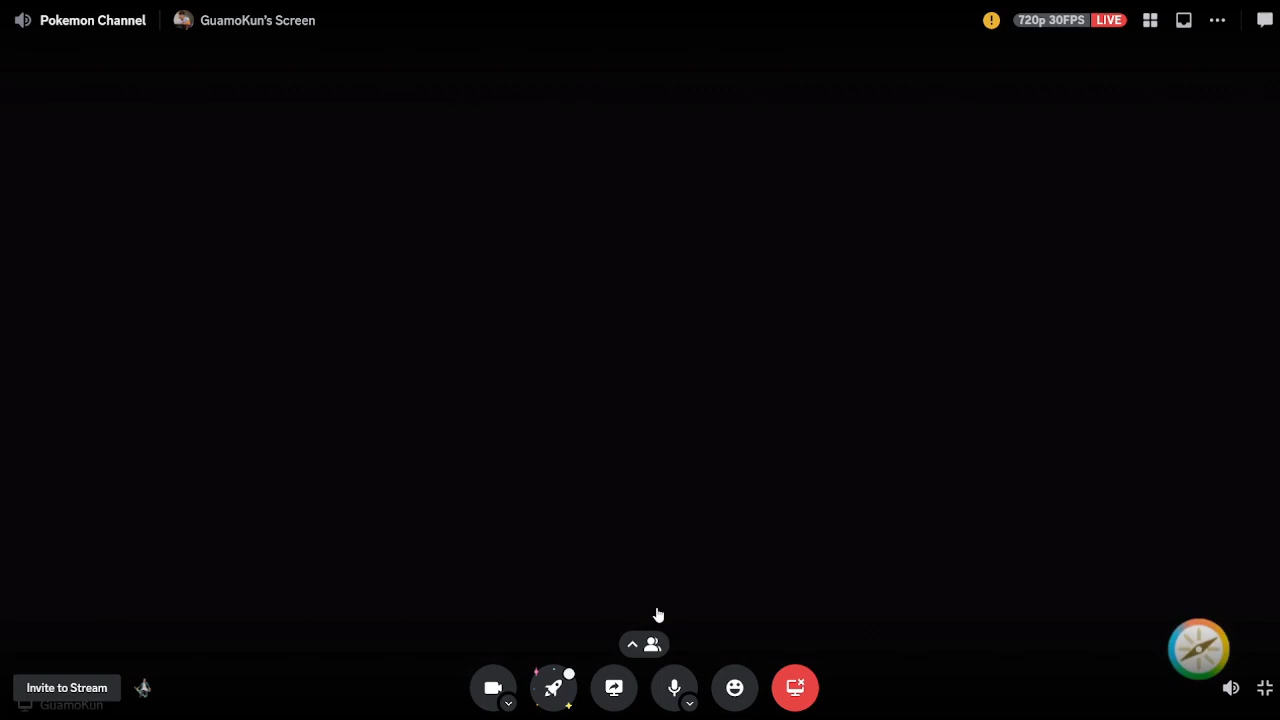 Pokemon Channel
GuamoKun's Screen
720p 30FPS LIVE
Invite to Stream
GuamoKun